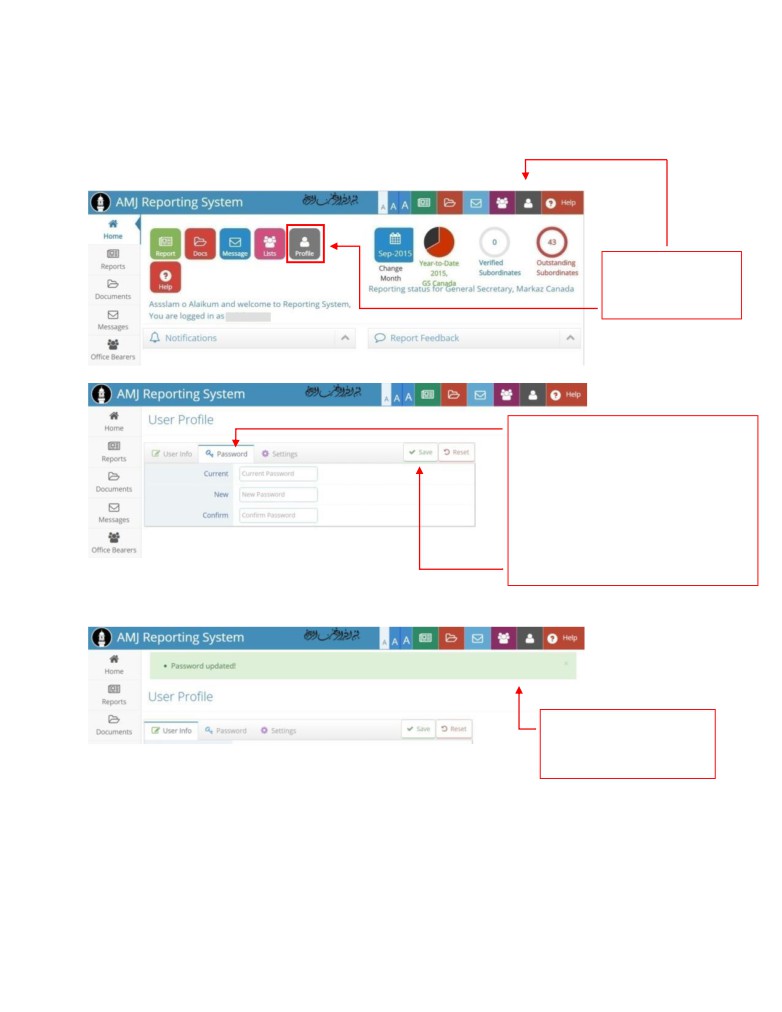 AMJ Reporting System
A A A
Help
Home
Reports
Documents
Messages
Office Bearers
Report Docs Message Lists Profile
Help
Sep-2015
Change Month
Year-to-Date 2015, GS Canada
0
Verified Subordinates
43
Outstanding Subordinates
Reporting status for General Secretary, Markaz Canada
Asslam o Alaikum and welcome to Reporting System,
You are logged in as
Notifications
Report Feedback
AMJ Reporting System
A A A
Help
Home
Reports
Documents
Messages
Office Bearers
User Profile
User Info Password Settings Save Reset
Current Current Password
New New Password
Confirm Confirm Password
AMJ Reporting System
A A A
Help
Home
Reports
Documents
Password updated!
User Profile
User Info Password Settings Save Reset